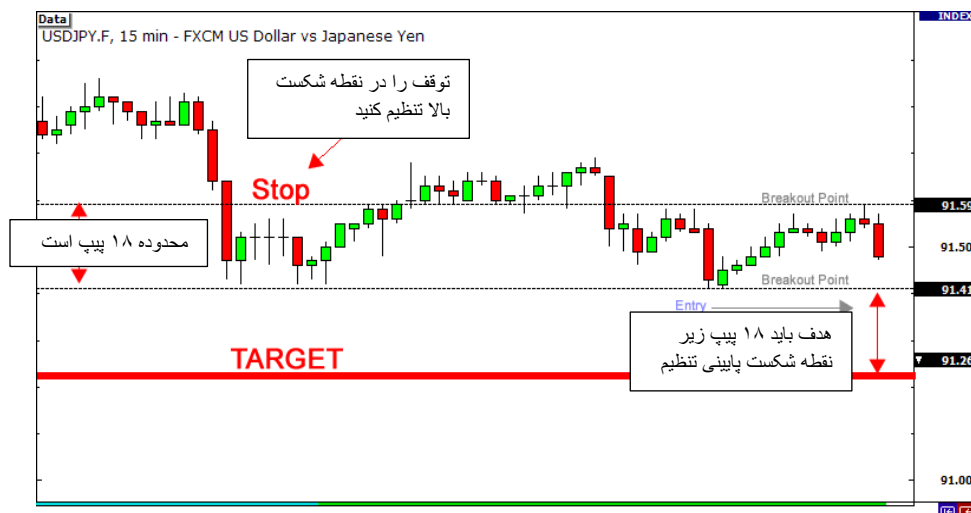 Data
INDEX
USDJPY.F, 15 min - FXCM US Dollar vs Japanese Yen
توقف را در نقطه شکست
بالا تنظیم کنید
Stop
Breakout Point
91.59
محدوده ۱۸ پیپ است
91.50
Breakout Point
91.41
Entry
هدف باید ۱۸ پیپ زیر
نقطه شکست پایینی تنظیم
TARGET
91.26
91.00